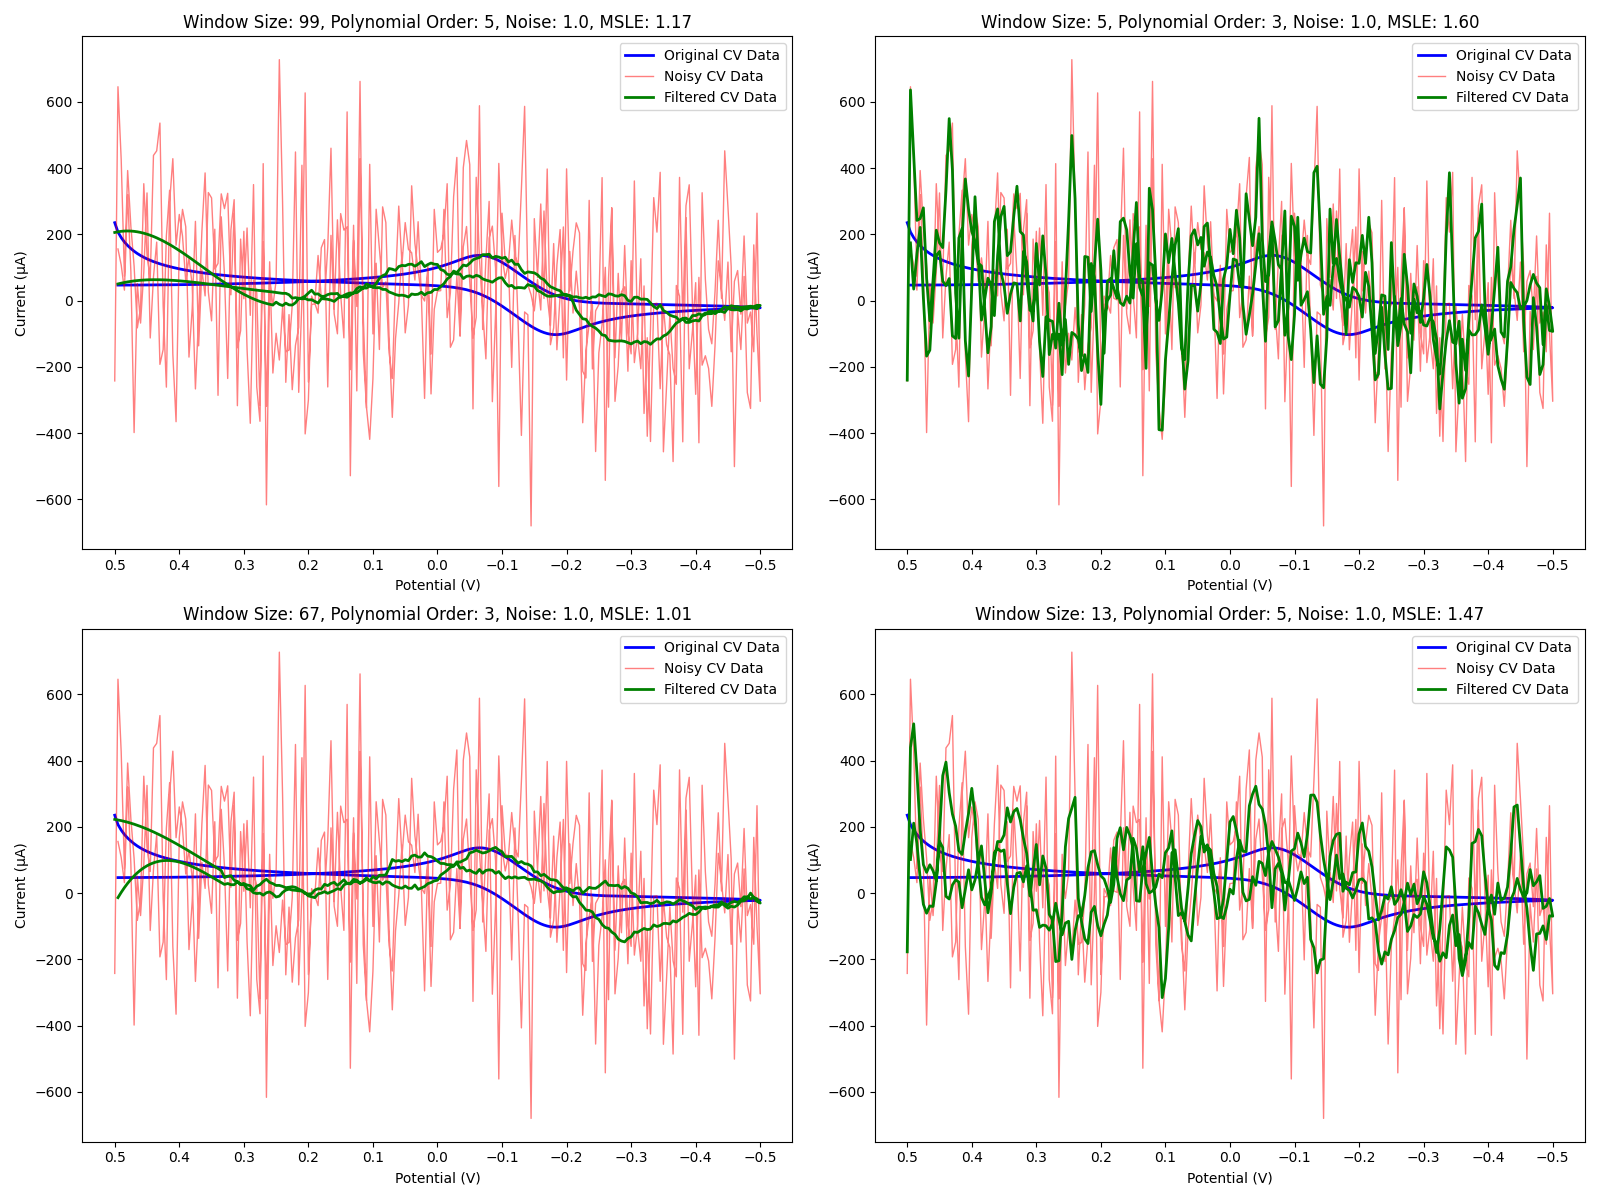 Window Size: 99, Polynomial Order: 5, Noise: 1.0, MSLE: 1.17
Original CV Data
Noisy CV Data
Filtered CV Data
600
400
200
0
−200
−400
−600
Current (μA)
0.5 0.4 0.3 0.2 0.1 0.0 −0.1 −0.2 −0.3 −0.4 −0.5
Potential (V)
Window Size: 5, Polynomial Order: 3, Noise: 1.0, MSLE: 1.60
Original CV Data
Noisy CV Data
Filtered CV Data
600
400
200
0
−200
−400
−600
Current (μA)
0.5 0.4 0.3 0.2 0.1 0.0 −0.1 −0.2 −0.3 −0.4 −0.5
Potential (V)
Window Size: 67, Polynomial Order: 3, Noise: 1.0, MSLE: 1.01
Original CV Data
Noisy CV Data
Filtered CV Data
600
400
200
0
−200
−400
−600
Current (μA)
0.5 0.4 0.3 0.2 0.1 0.0 −0.1 −0.2 −0.3 −0.4 −0.5
Potential (V)
Window Size: 13, Polynomial Order: 5, Noise: 1.0, MSLE: 1.47
Original CV Data
Noisy CV Data
Filtered CV Data
600
400
200
0
−200
−400
−600
Current (μA)
0.5 0.4 0.3 0.2 0.1 0.0 −0.1 −0.2 −0.3 −0.4 −0.5
Potential (V)